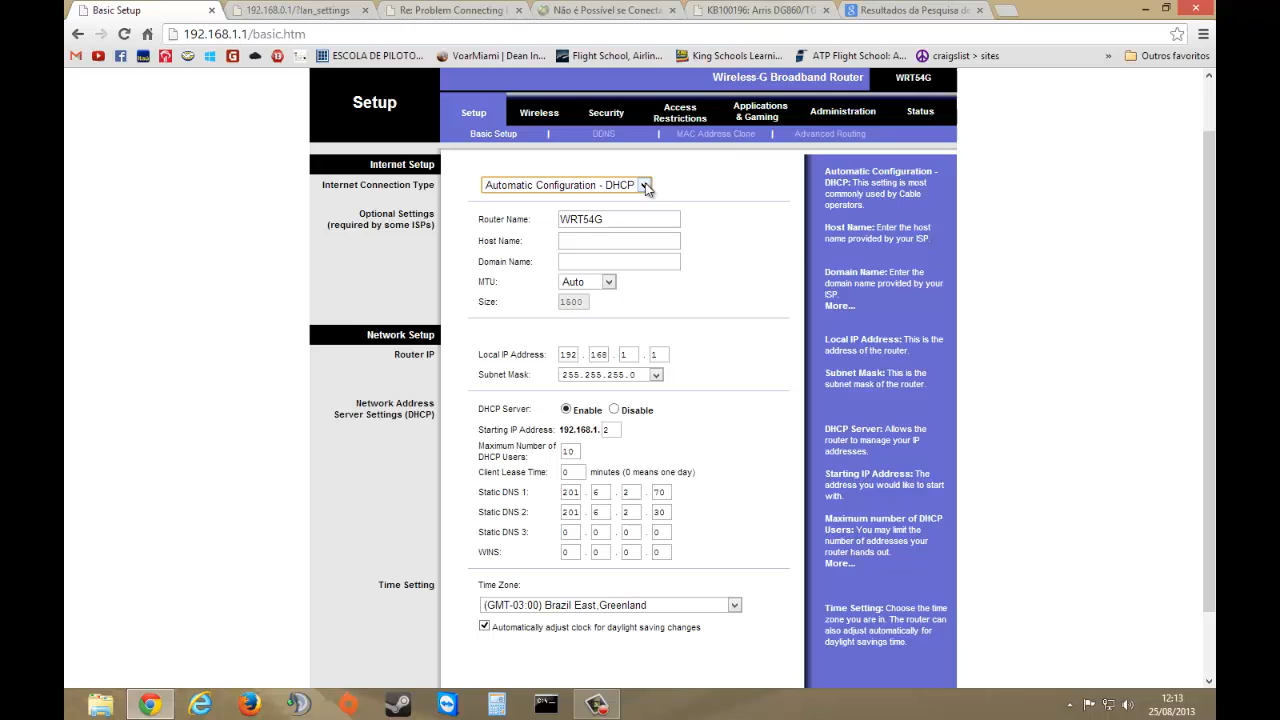 Basic Setup
192.168.0.1/?lan_settings
Re: Problem Connecting
Não é Possível se Conecta
KB100196: Arris DG860/TC
Resultados da Pesquisa de
192.168.1.1/basic.htm
ESCOLA DE PILOTO...
VoarMiami | Dean In...
Flight School, Airlin...
King Schools Learni...
ATP Flight School: A...
craigslist > sites
»
Outros favoritos
Wireless-G Broadband Router
WRT54G
Setup
Setup
Wireless
Security
Access Restrictions
Applications & Gaming
Administration
Status
Basic Setup | DDNS | MAC Address Clone | Advanced Routing
Internet Setup
Internet Connection Type
Automatic Configuration - DHCP
Optional Settings
(required by some ISPs)
Router Name: WRT54G
Host Name:
Domain Name:
MTU: Auto
Size: 1500
Network Setup
Router IP
Local IP Address: 192 . 168 . 1 . 1
Subnet Mask: 255.255.255.0
Network Address
Server Settings (DHCP)
DHCP Server: Enable Disable
Starting IP Address: 192.168.1. 2
Maximum Number of
DHCP Users: 10
Client Lease Time: 0 minutes (0 means one day)
Static DNS 1: 201 . 6 . 2 . 70
Static DNS 2: 201 . 6 . 2 . 30
Static DNS 3: 0 . 0 . 0 . 0
WINS: 0 . 0 . 0 . 0
Time Setting
Time Zone:
(GMT-03:00) Brazil East,Greenland
Automatically adjust clock for daylight saving changes
Automatic Configuration -
DHCP: This setting is most
commonly used by Cable
operators.
Host Name: Enter the host
name provided by your ISP.
Domain Name: Enter the
domain name provided by your
ISP.
More...
Local IP Address: This is the
address of the router.
Subnet Mask: This is the
subnet mask of the router.
DHCP Server: Allows the
router to manage your IP
addresses.
Starting IP Address: The
address you would like to start
with.
Maximum number of DHCP
Users: You may limit the
number of addresses your
router hands out.
More...
Time Setting: Choose the time
zone you are in. The router can
also adjust automatically for
daylight savings time.
12:13
25/08/2013